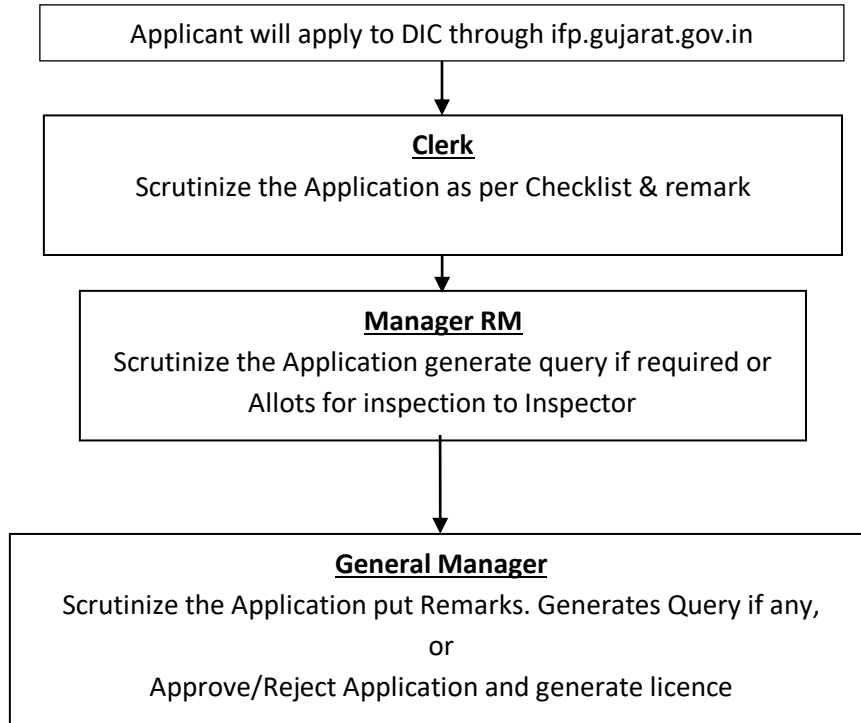 Applicant will apply to DIC through ifp.gujarat.gov.in
Clerk
Scrutinize the Application as per Checklist & remark
Manager RM
Scrutinize the Application generate query if required or
Allots for inspection to Inspector
General Manager
Scrutinize the Application put Remarks. Generates Query if any,
or
Approve/Reject Application and generate licence